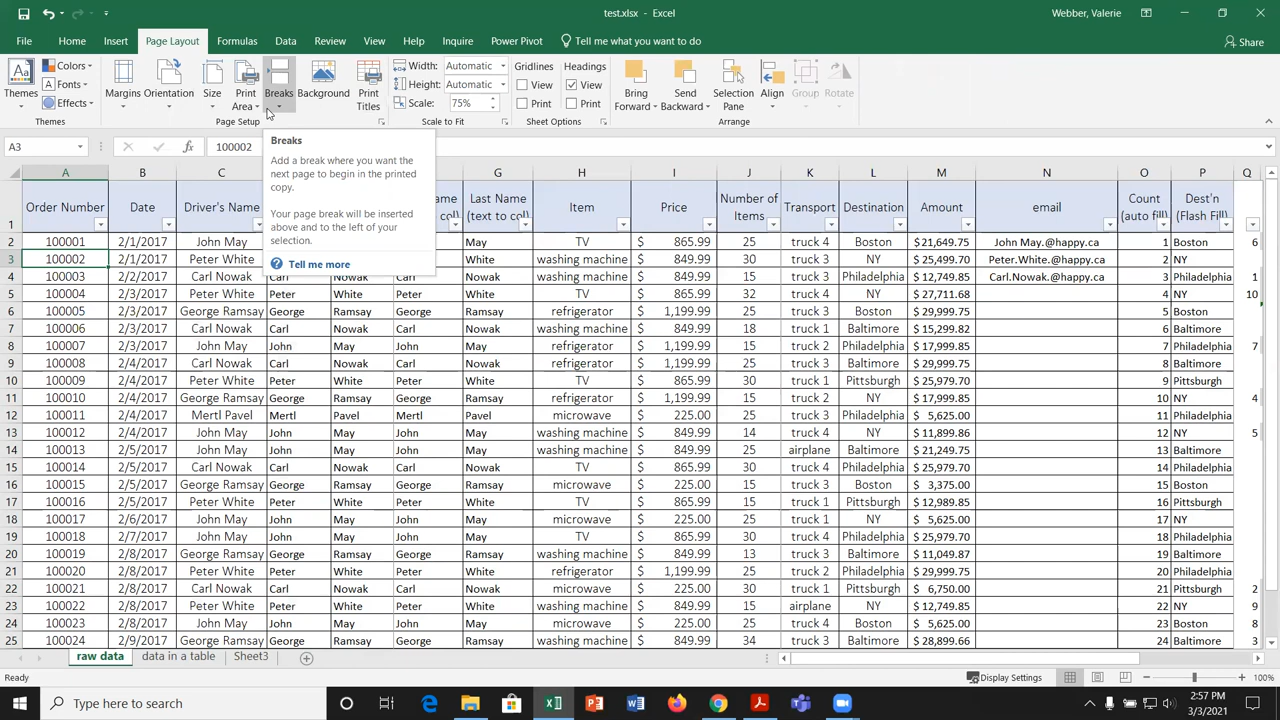 test.xlsx - Excel
Webber, Valerie
File Home Insert Page Layout Formulas Data Review View Help Inquire Power Pivot Tell me what you want to do Share
Themes Colors Fonts Effects Margins Orientation Size Print Area Breaks Background Print Titles Width: Automatic Height: Automatic Scale: 75% Gridlines View Print Headings View Print Bring Forward Send Backward Selection Pane Align Group Rotate
Themes Page Setup Scale to Fit Sheet Options Arrange
A3 fx 100002
Breaks
Add a break where you want the
next page to begin in the printed
copy.
Your page break will be inserted
above and to the left of your
selection.
Tell me more
A B C G H I J K L M N O P Q
1 Order Number Date Driver's Name Last Name (text to col) Item Price Number of Items Transport Destination Amount email Count (auto fill) Dest'n (Flash Fill)
2 100001 2/1/2017 John May May TV $ 865.99 25 truck 4 Boston $ 21,649.75 John May.@happy.ca 1 Boston 6
3 100002 2/1/2017 Peter White White washing machine $ 849.99 30 truck 3 NY $ 25,499.70 Peter.White.@happy.ca 2 NY
4 100003 2/2/2017 Carl Nowak Carl Nowak Carl Nowak washing machine $ 849.99 15 truck 3 Philadelphia $ 12,749.85 Carl.Nowak.@happy.ca 3 Philadelphia 1
5 100004 2/3/2017 Peter White Peter White Peter White TV $ 865.99 32 truck 4 NY $ 27,711.68 4 NY 10
6 100005 2/3/2017 George Ramsay George Ramsay George Ramsay refrigerator $ 1,199.99 25 truck 3 Boston $ 29,999.75 5 Boston
7 100006 2/3/2017 Carl Nowak Carl Nowak Carl Nowak washing machine $ 849.99 18 truck 1 Baltimore $ 15,299.82 6 Baltimore
8 100007 2/3/2017 John May John May John May refrigerator $ 1,199.99 15 truck 2 Philadelphia $ 17,999.85 7 Philadelphia 7
9 100008 2/4/2017 Carl Nowak Carl Nowak Carl Nowak refrigerator $ 1,199.99 25 truck 3 Baltimore $ 29,999.75 8 Baltimore
10 100009 2/4/2017 Peter White Peter White Peter White TV $ 865.99 30 truck 1 Pittsburgh $ 25,979.70 9 Pittsburgh
11 100010 2/4/2017 George Ramsay George Ramsay George Ramsay refrigerator $ 1,199.99 15 truck 2 NY $ 17,999.85 10 NY 4
12 100011 2/4/2017 Mertl Pavel Mertl Pavel Mertl Pavel microwave $ 225.00 25 truck 3 Philadelphia $ 5,625.00 11 Philadelphia
13 100012 2/4/2017 John May John May John May washing machine $ 849.99 14 truck 4 NY $ 11,899.86 12 NY 5
14 100013 2/5/2017 John May John May John May washing machine $ 849.99 25 airplane Boston $ 21,249.75 13 Boston
15 100014 2/5/2017 Carl Nowak Carl Nowak Carl Nowak TV $ 865.99 30 truck 4 Philadelphia $ 25,979.70 14 Philadelphia
16 100015 2/5/2017 George Ramsay George Ramsay George Ramsay microwave $ 225.00 15 truck 3 Boston $ 3,375.00 15 Boston
17 100016 2/5/2017 Peter White Peter White Peter White TV $ 865.99 15 truck 1 Pittsburgh $ 12,989.85 16 Pittsburgh
18 100017 2/6/2017 John May John May John May microwave $ 225.00 25 truck 1 NY $ 5,625.00 17 NY
19 100018 2/7/2017 John May John May John May TV $ 865.99 30 truck 4 Philadelphia $ 25,979.70 18 Philadelphia
20 100019 2/8/2017 George Ramsay George Ramsay George Ramsay washing machine $ 849.99 13 truck 3 Baltimore $ 11,049.87 19 Baltimore
21 100020 2/8/2017 Peter White Peter White Peter White refrigerator $ 1,199.99 25 truck 2 Philadelphia $ 29,999.75 20 Philadelphia
22 100021 2/8/2017 Carl Nowak Carl Nowak Carl Nowak microwave $ 225.00 30 truck 1 Pittsburgh $ 6,750.00 21 Pittsburgh 2
23 100022 2/8/2017 Peter White Peter White Peter White washing machine $ 849.99 15 airplane NY $ 12,749.85 22 NY 9
24 100023 2/8/2017 John May John May John May microwave $ 225.00 25 truck 4 Boston $ 5,625.00 23 Boston 8
25 100024 2/9/2017 George Ramsay George Ramsay George Ramsay washing machine $ 849.99 34 truck 3 Baltimore $ 28,899.66 24 Baltimore 3
raw data data in a table Sheet3
Ready Display Settings 100%
Type here to search
2:57 PM
3/3/2021